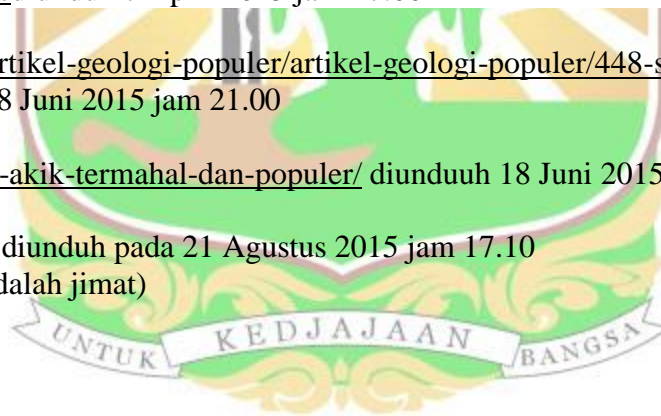 artikel-geologi-populer/artikel-geologi-populer/448-s
8 Juni 2015 jam 21.00
-akik-termahal-dan-populer/ diunduuh 18 Juni 2015
diunduh pada 21 Agustus 2015 jam 17.10
dalah jimat)
UNTUK KEDJAJAAN BANGSA